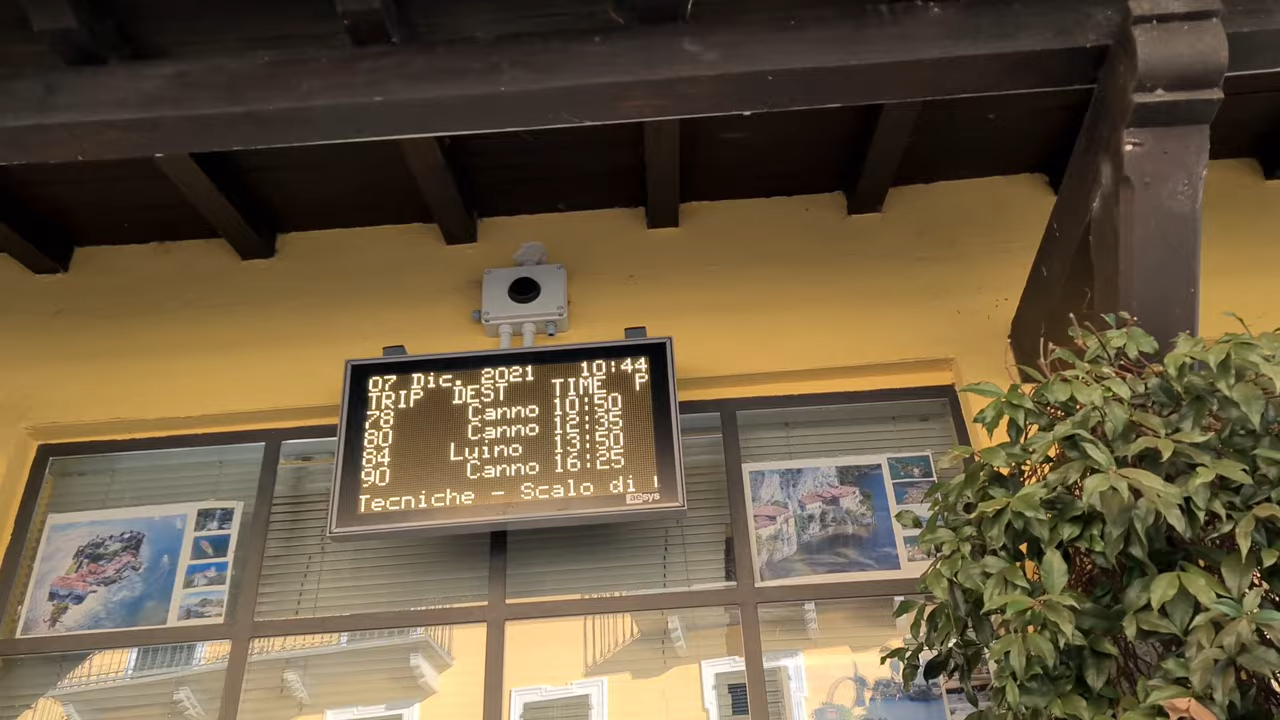 07 Dic. 2021 10:44
TRIP DEST TIME P
78 Canno 10:50
80 Canno 12:35
84 Luino 13:50
90 Canno 16:25
Tecniche - Scalo di
aesys